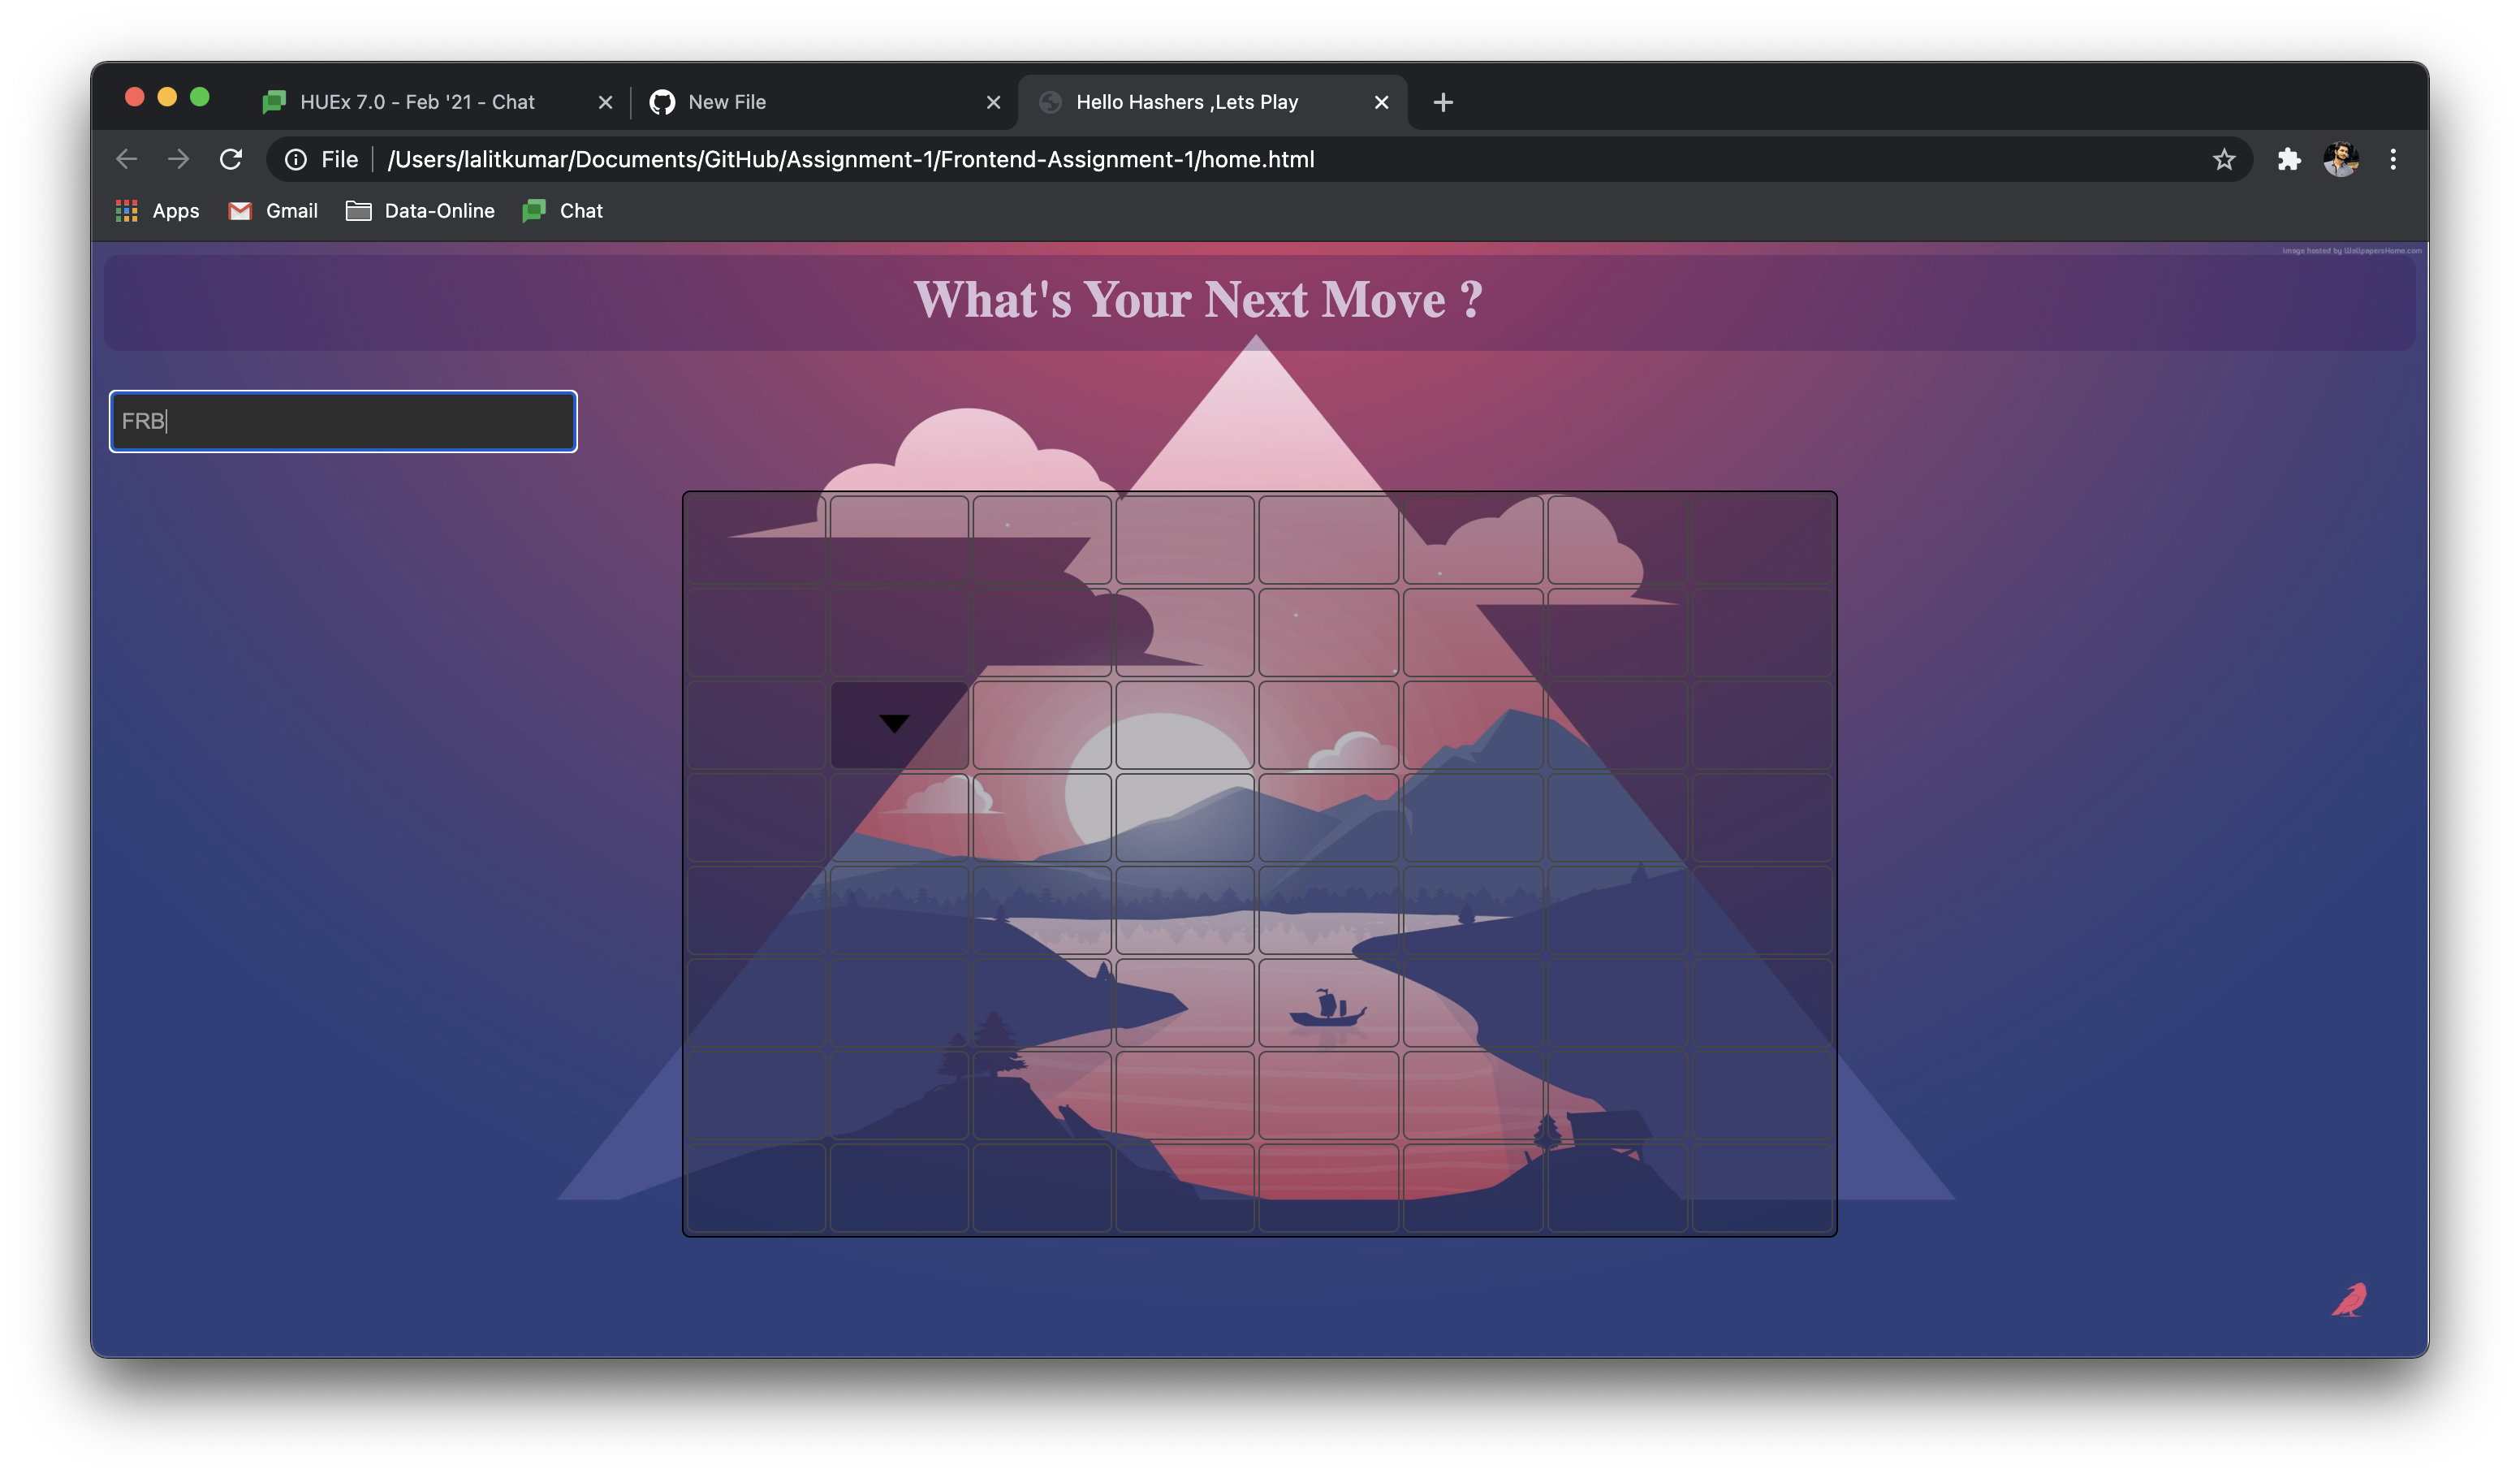 HUEx 7.0 - Feb '21 - Chat
New File
Hello Hashers ,Lets Play
File
/Users/lalitkumar/Documents/GitHub/Assignment-1/Frontend-Assignment-1/home.html
Apps
Gmail
Data-Online
Chat
Image hosted by WallpapersHome.com
What's Your Next Move ?
FRB